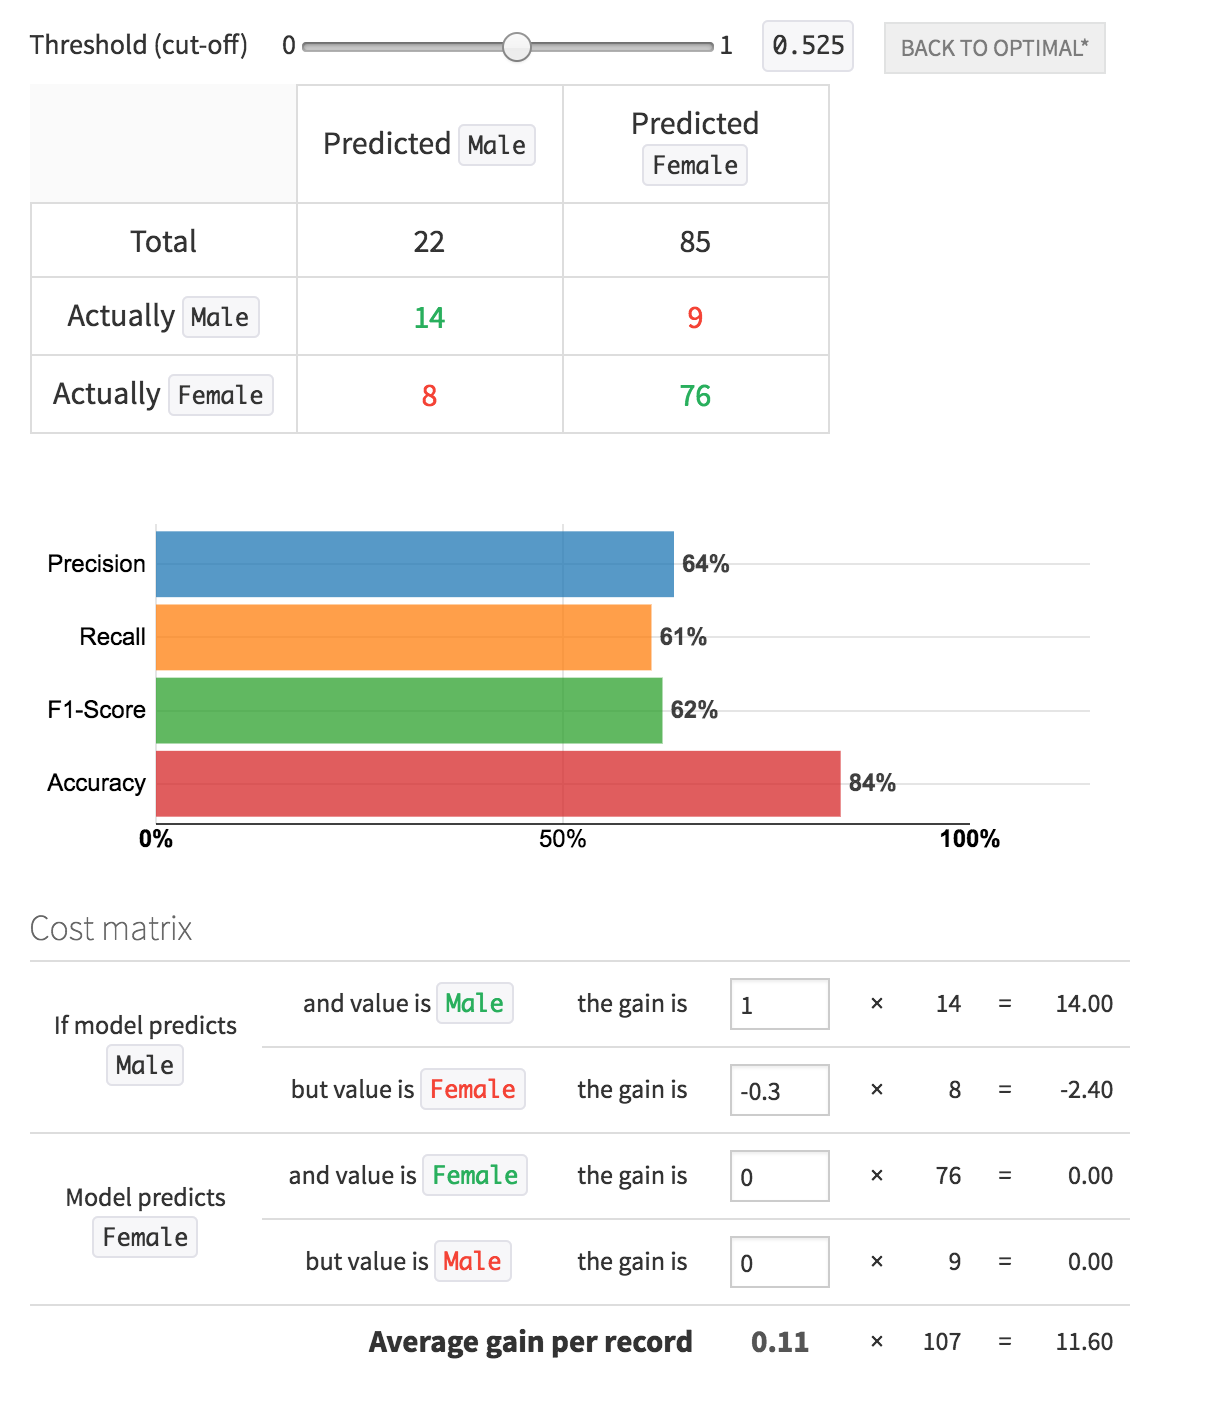 Threshold (cut-off) 0 1 0.525 BACK TO OPTIMAL*
Predicted Male Predicted Female
Total 22 85
Actually Male 14 9
Actually Female 8 76
Precision 64%
Recall 61%
F1-Score 62%
Accuracy 84%
0% 50% 100%
Cost matrix
If model predicts Male
and value is Male the gain is 1 × 14 = 14.00
but value is Female the gain is -0.3 × 8 = -2.40
Model predicts Female
and value is Female the gain is 0 × 76 = 0.00
but value is Male the gain is 0 × 9 = 0.00
Average gain per record 0.11 × 107 = 11.60